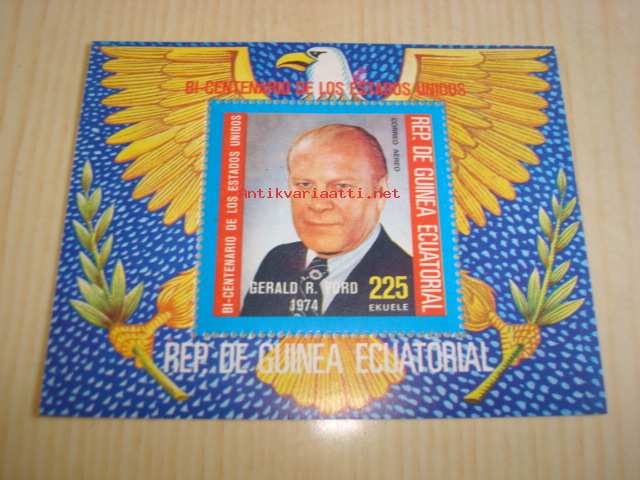 BI-CENTENARIO DE LOS ESTADOS UNIDOS
BI-CENTENARIO DE LOS ESTADOS UNIDOS
CORREO AEREO
REP. DE GUINEA ECUATORIAL
Antikvariaatti.net
GERALD R. FORD
1974
225
EKUELE
REP. DE GUINEA ECUATORIAL